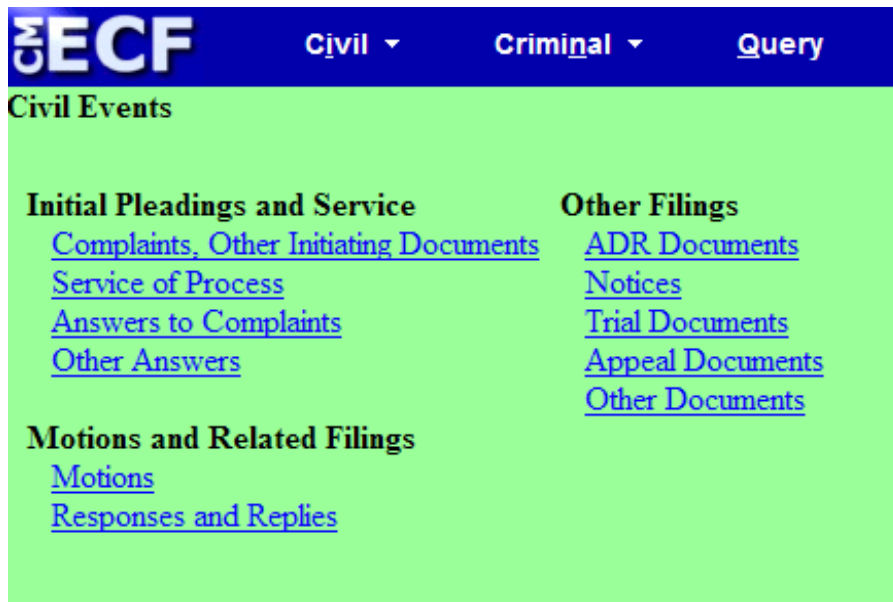 CM ECF Civil Criminal Query
Civil Events
Initial Pleadings and Service
Complaints, Other Initiating Documents
Service of Process
Answers to Complaints
Other Answers
Motions and Related Filings
Motions
Responses and Replies
Other Filings
ADR Documents
Notices
Trial Documents
Appeal Documents
Other Documents